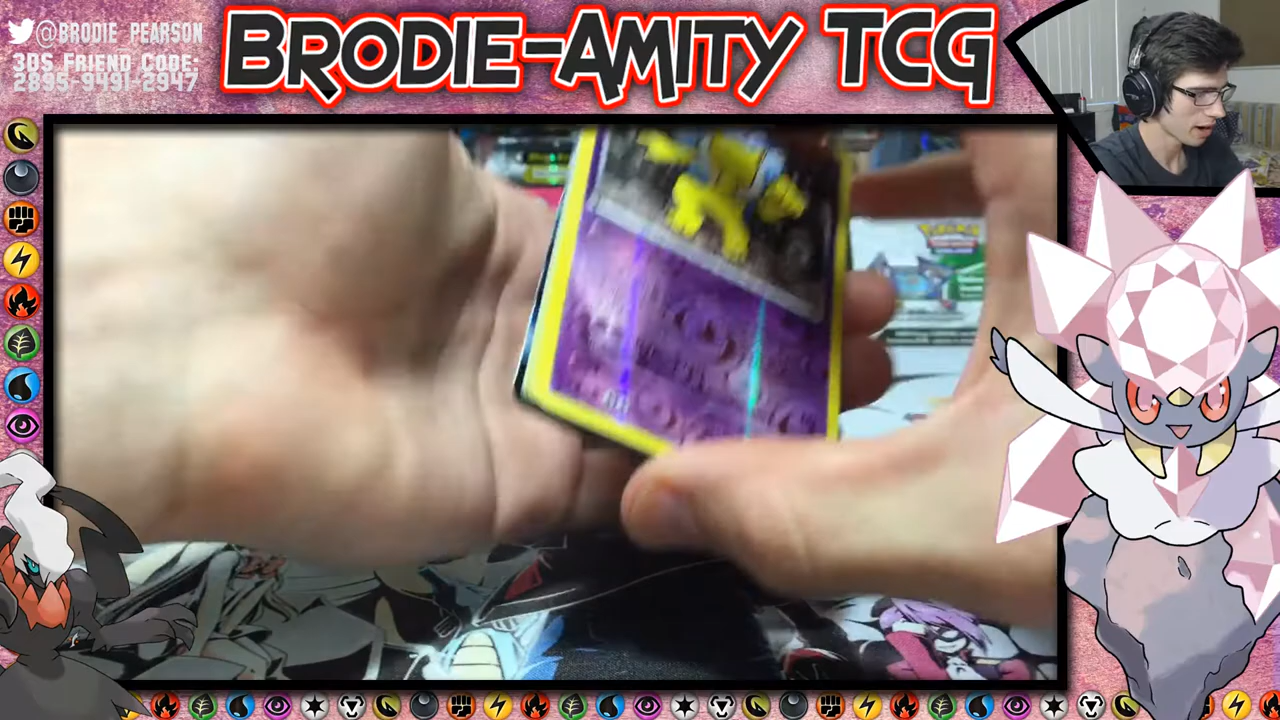 @BRODIE_PEARSON
3DS FRIEND CODE:
2895-9491-2947
BRODIE-AMITY TCG